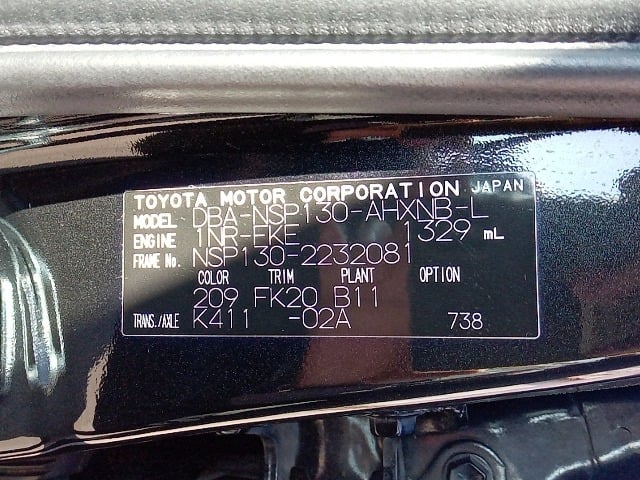 TOYOTA MOTOR CORPORATION JAPAN
MODEL DBA-NSP130-AHXNB-L
ENGINE 1NR-FKE 1329 mL
FRAME No. NSP130-2232081
COLOR TRIM PLANT OPTION
209 FK20 B11
TRANS./AXLE K411 -02A 738